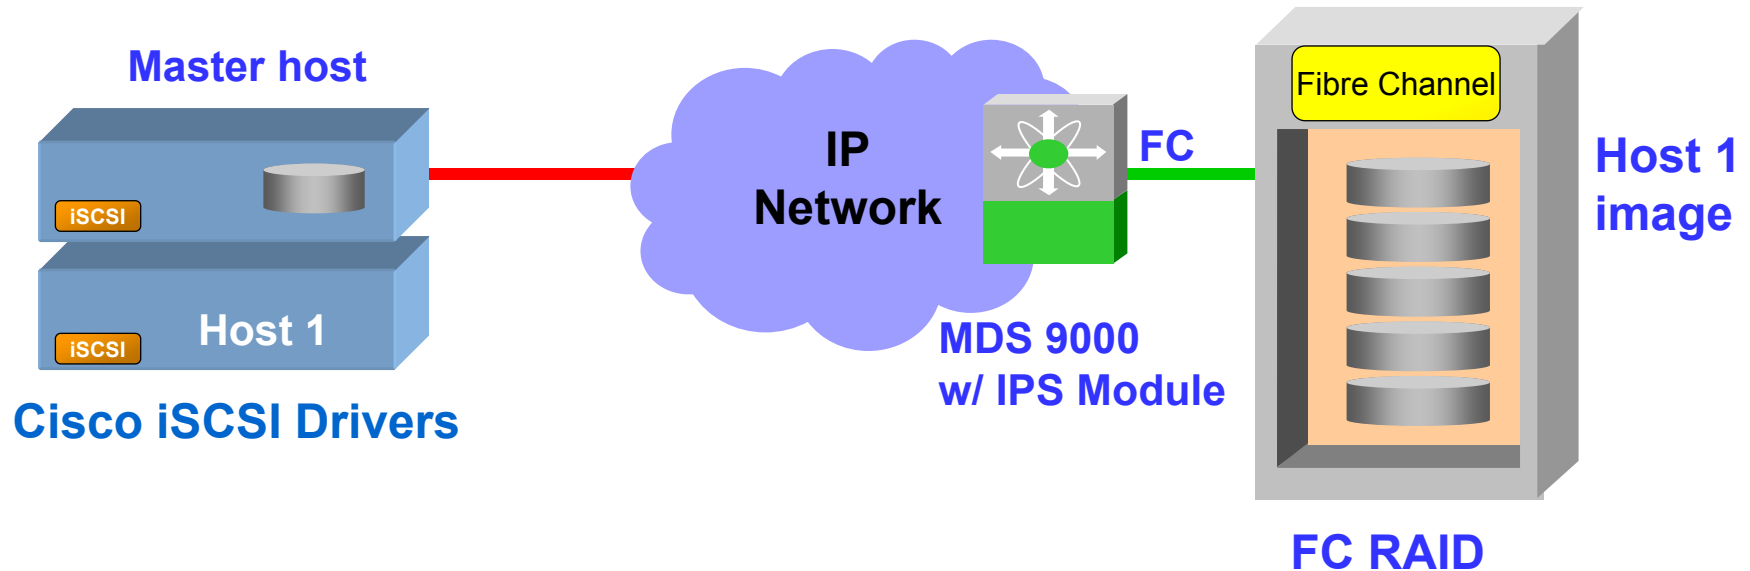 Master host
iSCSI
iSCSI
Host 1
Cisco iSCSI Drivers
IP
Network
MDS 9000
w/ IPS Module
FC
Fibre Channel
Host 1
image
FC RAID